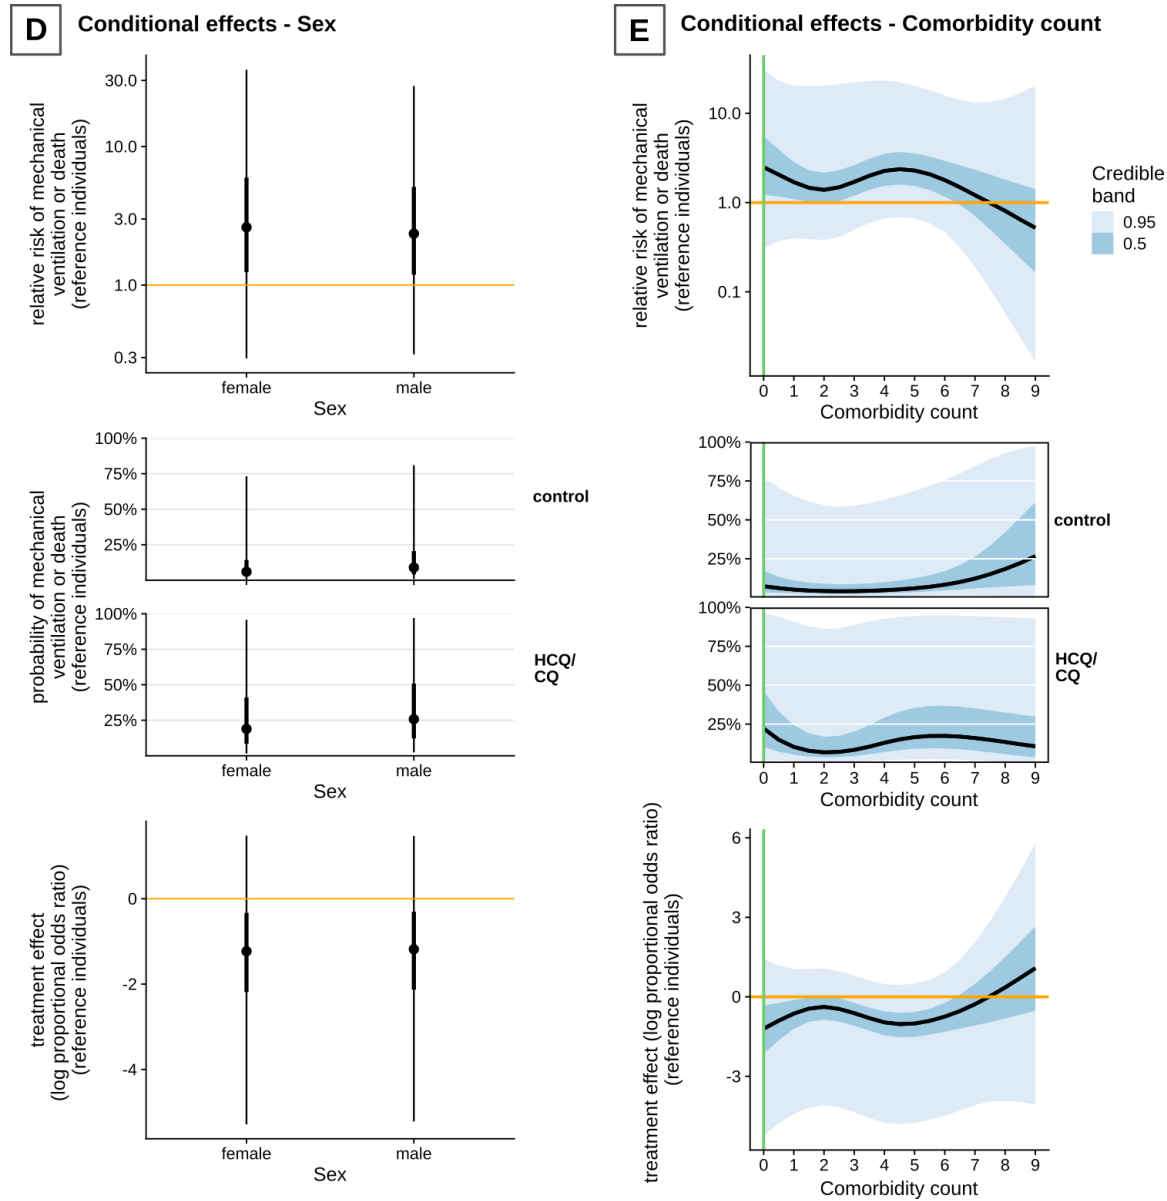 D Conditional effects - Sex
relative risk of mechanical
ventilation or death
(reference individuals)
30.0
10.0
3.0
1.0
0.3
female male
Sex
probability of mechanical
ventilation or death
(reference individuals)
100%
75%
50%
25%
control
100%
75%
50%
25%
HCQ/
CQ
female male
Sex
treatment effect
(log proportional odds ratio)
(reference individuals)
0
-2
-4
female male
Sex
E Conditional effects - Comorbidity count
relative risk of mechanical
ventilation or death
(reference individuals)
10.0
1.0
0.1
0 1 2 3 4 5 6 7 8 9
Comorbidity count
Credible
band
0.95
0.5
100%
75%
50%
25%
control
100%
75%
50%
25%
HCQ/
CQ
0 1 2 3 4 5 6 7 8 9
Comorbidity count
treatment effect (log proportional odds ratio)
(reference individuals)
6
3
0
-3
0 1 2 3 4 5 6 7 8 9
Comorbidity count